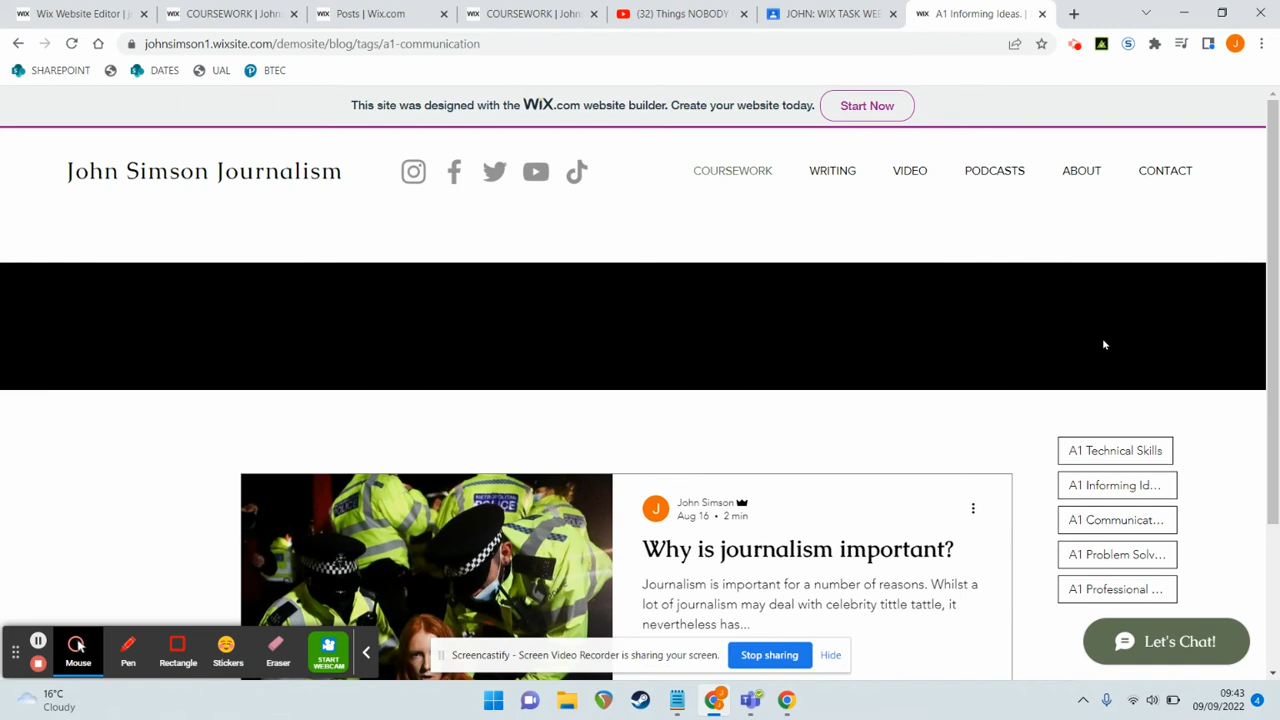 Wix Website Editor | j
COURSEWORK | John
Posts | Wix.com
COURSEWORK | John
(32) Things NOBODY
JOHN: WIX TASK WEE
A1 Informing Ideas. |
johnsimson1.wixsite.com/demosite/blog/tags/a1-communication
SHAREPOINT
DATES
UAL
BTEC
This site was designed with the WiX.com website builder. Create your website today.
Start Now
John Simson Journalism
COURSEWORK
WRITING
VIDEO
PODCASTS
ABOUT
CONTACT
A1 Technical Skills
A1 Informing Id...
A1 Communicat...
A1 Problem Solv...
A1 Professional ...
METROPOLITAN
POLICE
John Simson
Aug 16 • 2 min
Why is journalism important?
Journalism is important for a number of reasons. Whilst a
lot of journalism may deal with celebrity tittle tattle, it
nevertheless has...
Let's Chat!
Mouse
Pen
Rectangle
Stickers
Eraser
START
WEBCAM
Screencastify - Screen Video Recorder is sharing your screen.
Stop sharing
Hide
16°C
Cloudy
09:43
09/09/2022
4